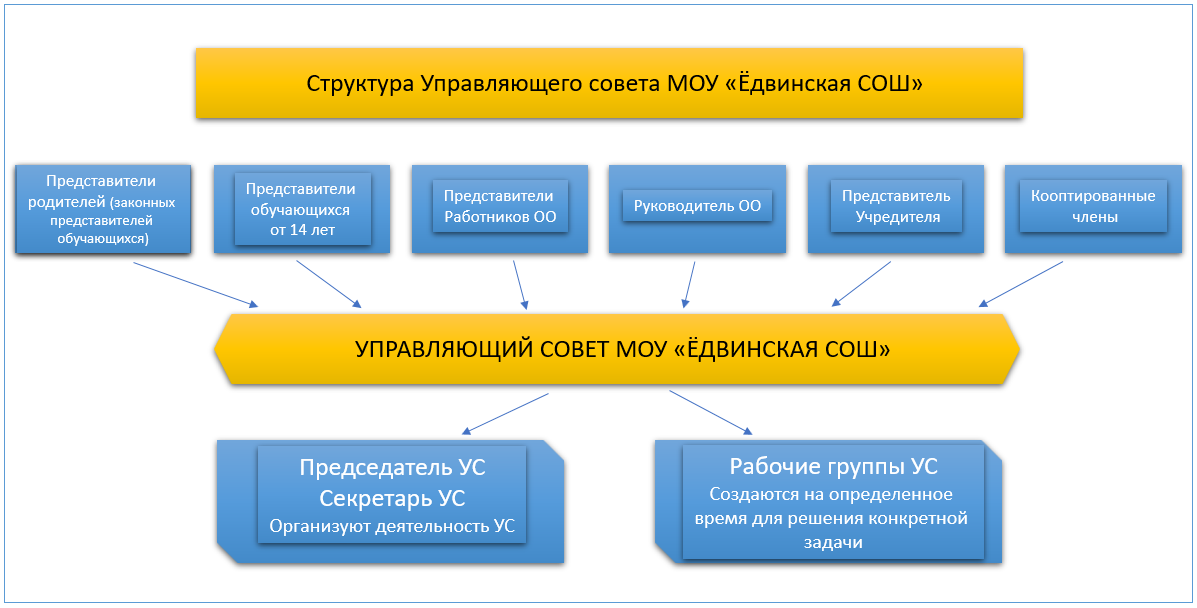 Структура Управляющего совета МОУ «Ёдвинская СОШ»
Представители
родителей (законных
представителей
обучающихся)
Представители
обучающихся
от 14 лет
Представители
Работников ОО
Руководитель ОО
Представитель
Учредителя
Кооптированные
члены
УПРАВЛЯЮЩИЙ СОВЕТ МОУ «ЁДВИНСКАЯ СОШ»
Председатель УС
Секретарь УС
Организуют деятельность УС
Рабочие группы УС
Создаются на определенное
время для решения конкретной
задачи